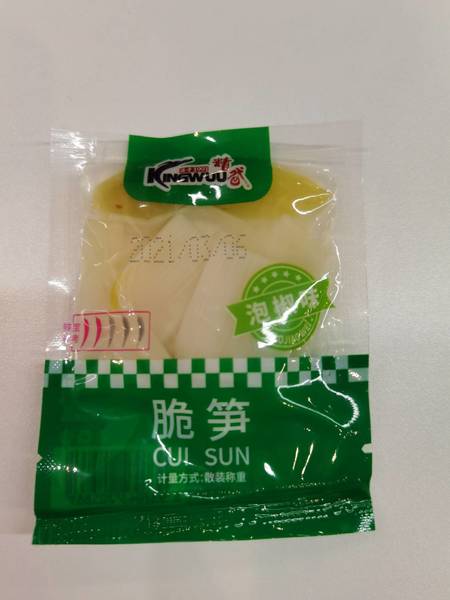 KINGWUU 精武
2021/03/06
泡椒味
脆笋
CUI SUN
计量方式:散装称重